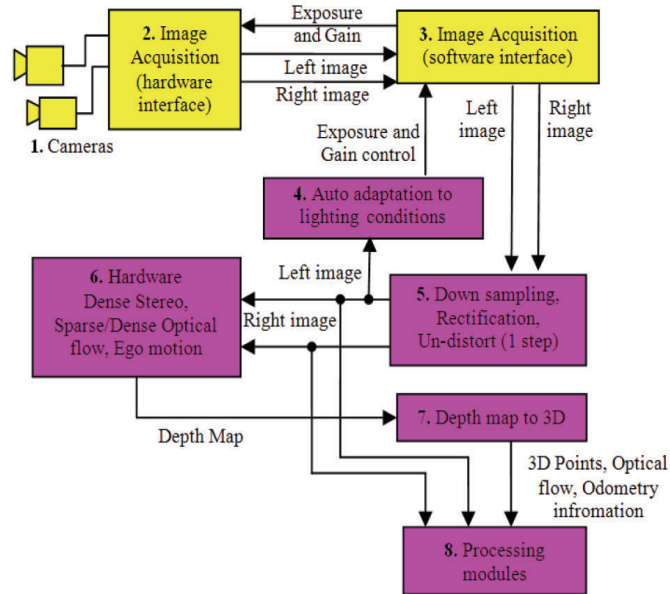 2. Image
Acquisition
(hardware
interface)
Exposure
and Gain
Left image
Right image
3. Image Acquisition
(software interface)
1. Cameras
Exposure and
Gain control
Left
image
Right
image
4. Auto adaptation to
lighting conditions
Left image
Right image
6. Hardware
Dense Stereo,
Sparse/Dense Optical
flow, Ego motion
5. Down sampling,
Rectification,
Un-distort (1 step)
Depth Map
7. Depth map to 3D
3D Points, Optical
flow, Odometry
infromation
8. Processing
modules